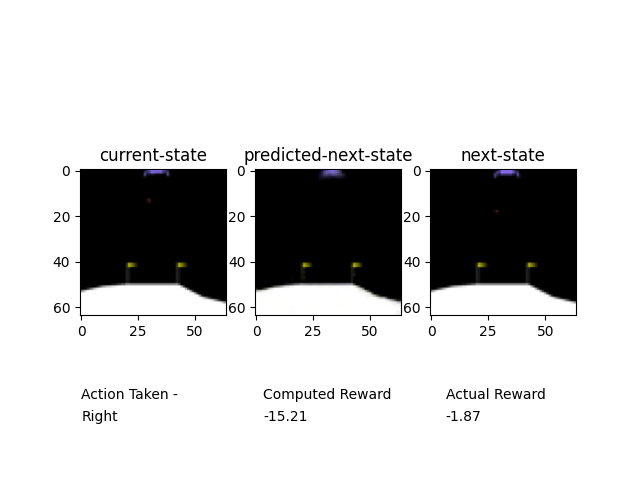 current-state predicted-next-state next-state
0 0 0
20 20 20
40 40 40
60 60 60
0 25 50 0 25 50 0 25 50
Action Taken - Computed Reward Actual Reward
Right -15.21 -1.87